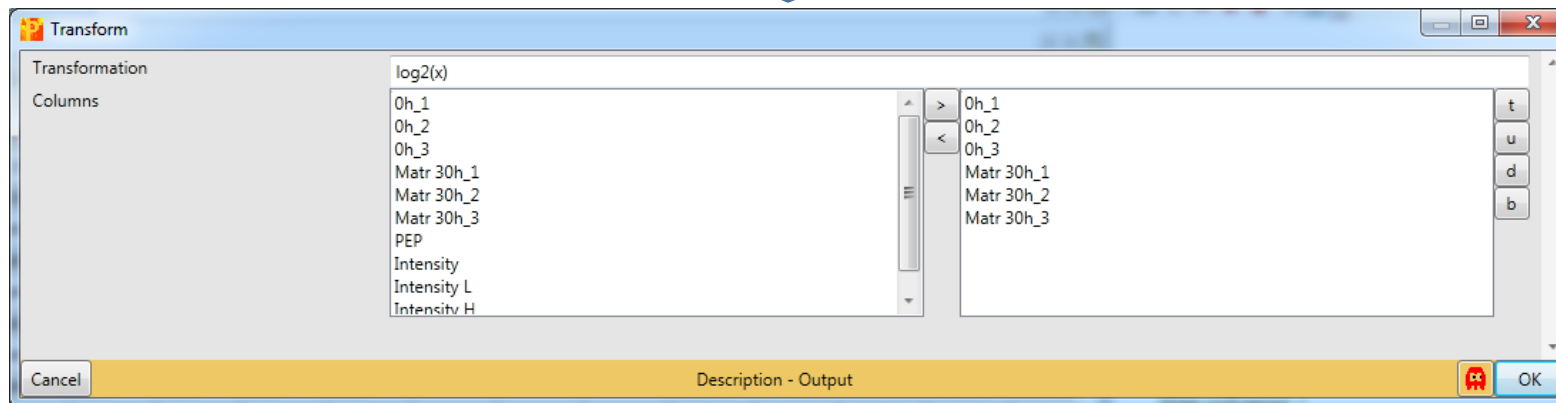 Transform
Transformation
log2(x)
Columns
0h_1
0h_2
0h_3
Matr 30h_1
Matr 30h_2
Matr 30h_3
PEP
Intensity
Intensity L
Intensity H
>
<
0h_1
0h_2
0h_3
Matr 30h_1
Matr 30h_2
Matr 30h_3
t
u
d
b
Cancel
Description - Output
OK